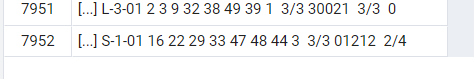 7951 [...] L-3-01 2 3 9 32 38 49 39 1 3/3 30021 3/3 0
7952 [...] S-1-01 16 22 29 33 47 48 44 3 3/3 01212 2/4